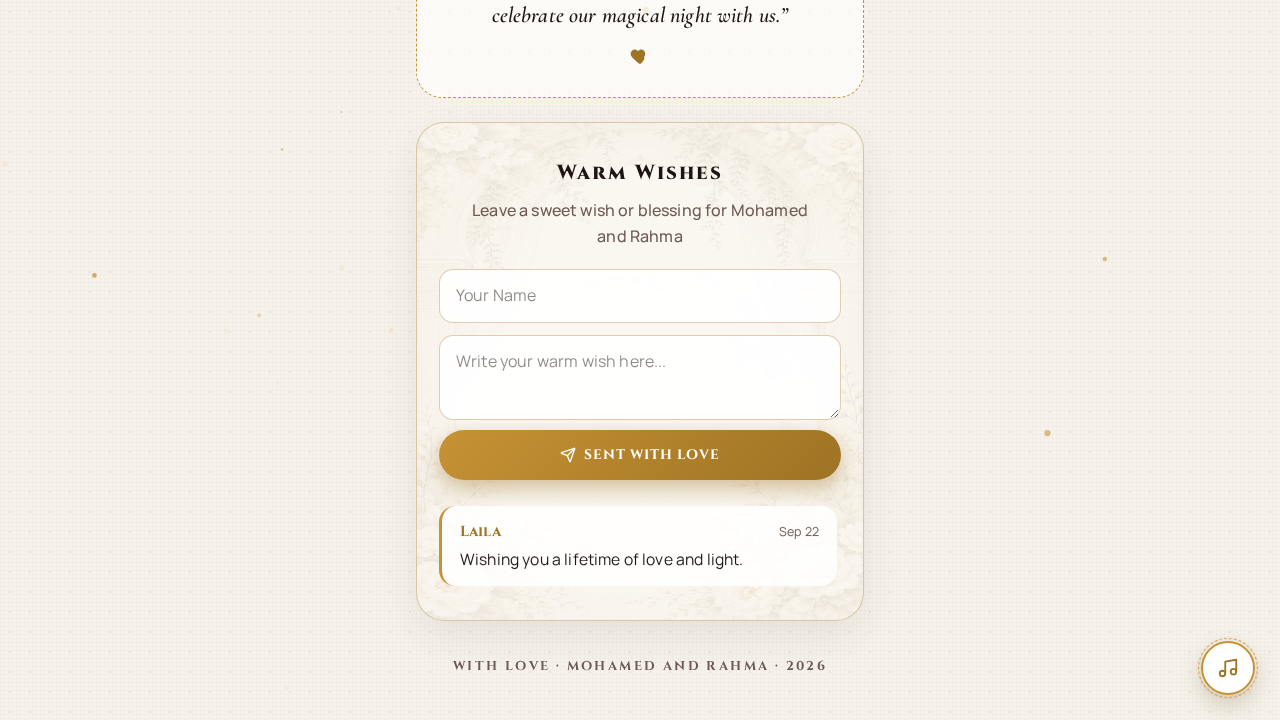 celebrate our magical night with us.”
Warm Wishes
Leave a sweet wish or blessing for Mohamed
and Rahma
Your Name
Write your warm wish here...
SENT WITH LOVE
Laila
Sep 22
Wishing you a lifetime of love and light.
WITH LOVE · MOHAMED AND RAHMA · 2026